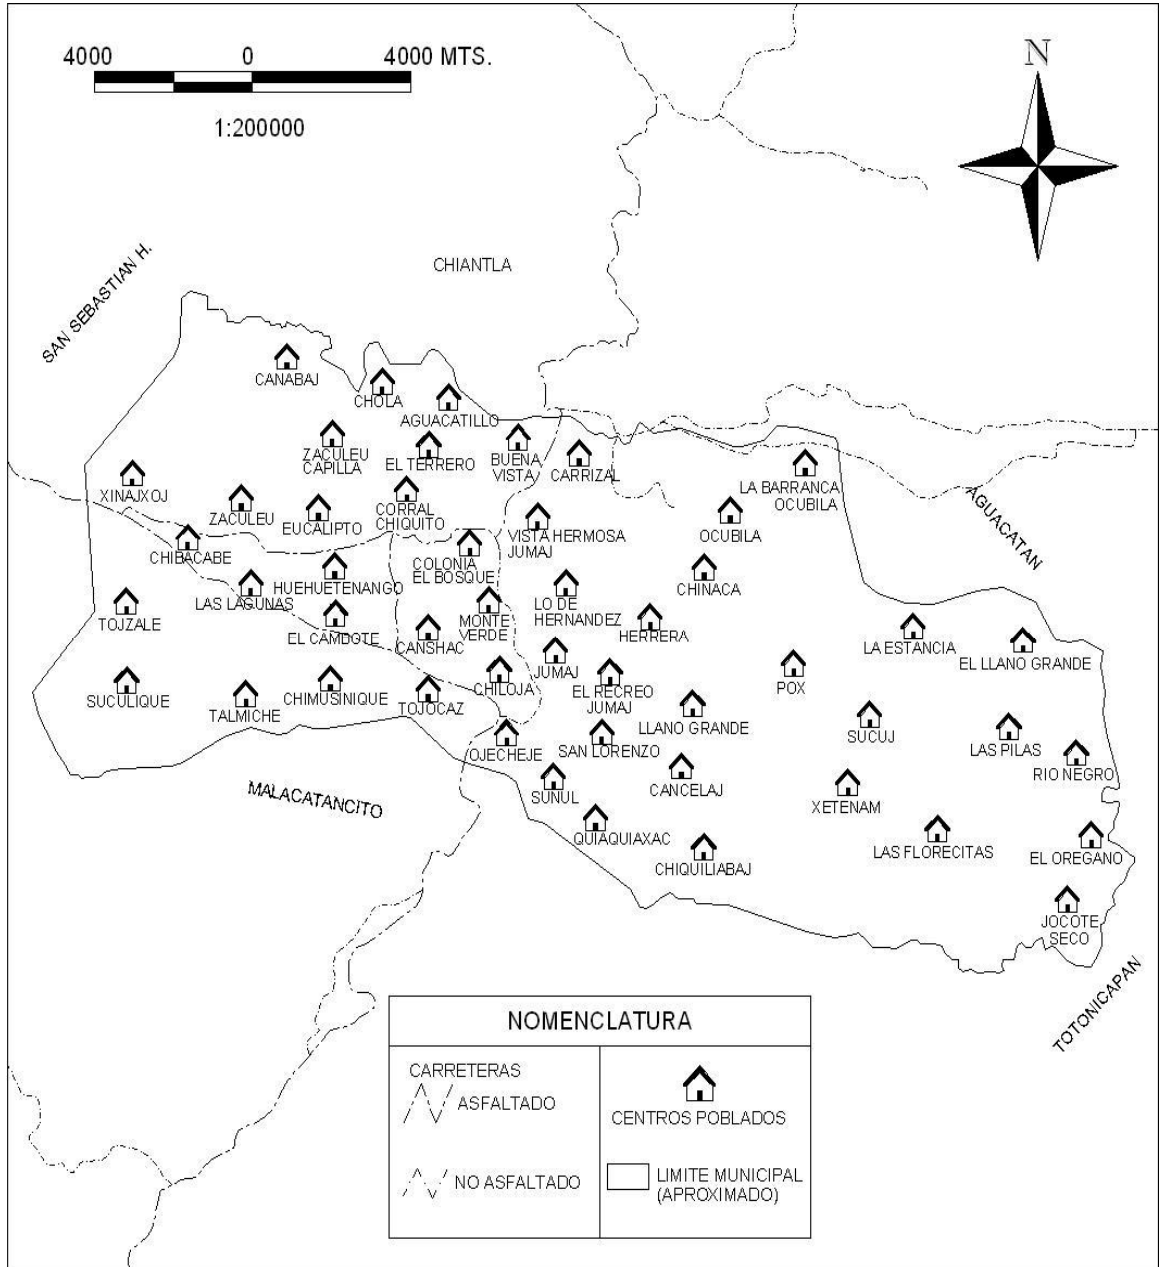 4000 0 4000 MTS.
1:200000
N
SAN SEBASTIAN H.
CHIANTLA
CANABAJ
CHOLA
AGUACATILLO
ZACULEU
CAPILLA
EL TERRERO
BUENA
VISTA
CARRIZAL
LA BARRANCA
OCUBILA
XINAJXOJ
ZACULEU
EUCALIPTO
CORRAL
CHIQUITO
VISTA HERMOSA
JUMAJ
OCUBILA
AGUACATAN
CHIBACABE
COLONIA
EL BOSQUE
CHINACA
HUEHUETENANGO
LAS LAGUNAS
LO DE
HERNANDEZ
TOJZALE
EL CAMBOTE
MONTE
VERDE
CANSHAC
HERRERA
LA ESTANCIA
EL LLANO GRANDE
JUMAJ
POX
SUCULIQUE
TALMICHE
CHIMUSINIQUE
TOJOCAZ
CHILOJA
EL RECREO
JUMAJ
LLANO GRANDE
SUCUJ
LAS PILAS
OJECHEJE
SAN LORENZO
RIO NEGRO
MALACATANCITO
SUNUL
CANCELAJ
XETENAM
QUIAQUIAXAC
LAS FLORECITAS
EL OREGANO
CHIQUILIABAJ
JOCOTE
SECO
TOTONICAPAN
NOMENCLATURA
CARRETERAS
ASFALTADO
CENTROS POBLADOS
NO ASFALTADO
LIMITE MUNICIPAL
(APROXIMADO)